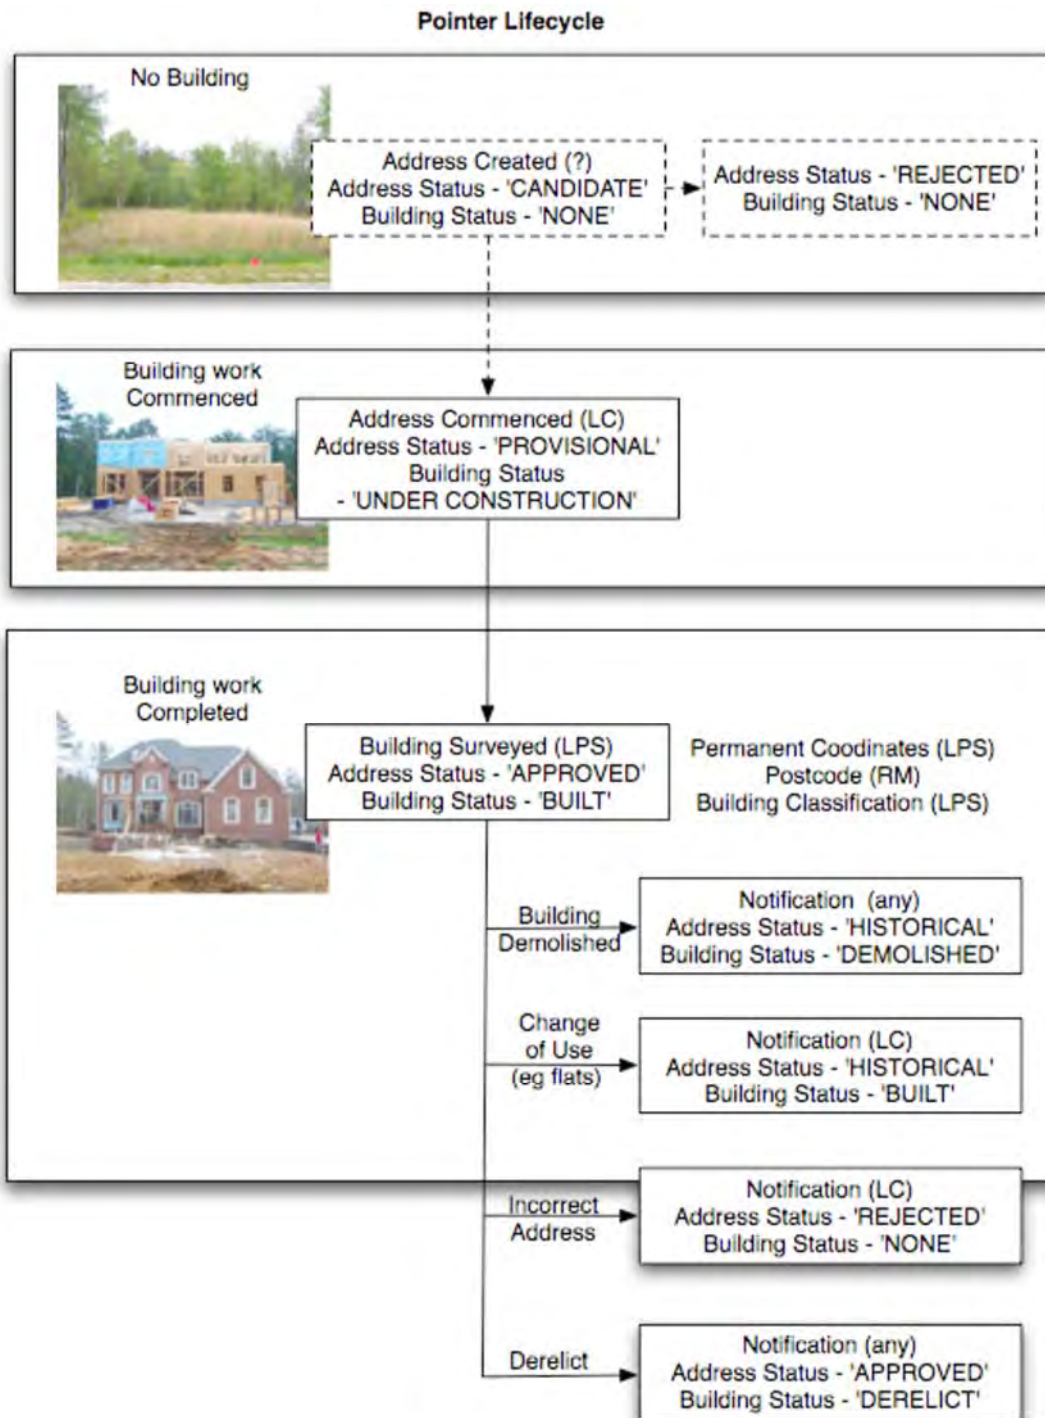 Pointer Lifecycle
No Building
Address Created (?)
Address Status - 'CANDIDATE'
Building Status - 'NONE'
Address Status - 'REJECTED'
Building Status - 'NONE'
Building work
Commenced
Address Commenced (LC)
Address Status - 'PROVISIONAL'
Building Status
- 'UNDER CONSTRUCTION'
Building work
Completed
Building Surveyed (LPS)
Address Status - 'APPROVED'
Building Status - 'BUILT'
Permanent Coodinates (LPS)
Postcode (RM)
Building Classification (LPS)
Building
Demolished
Notification (any)
Address Status - 'HISTORICAL'
Building Status - 'DEMOLISHED'
Change
of Use
(eg flats)
Notification (LC)
Address Status - 'HISTORICAL'
Building Status - 'BUILT'
Incorrect
Address
Notification (LC)
Address Status - 'REJECTED'
Building Status - 'NONE'
Derelict
Notification (any)
Address Status - 'APPROVED'
Building Status - 'DERELICT'